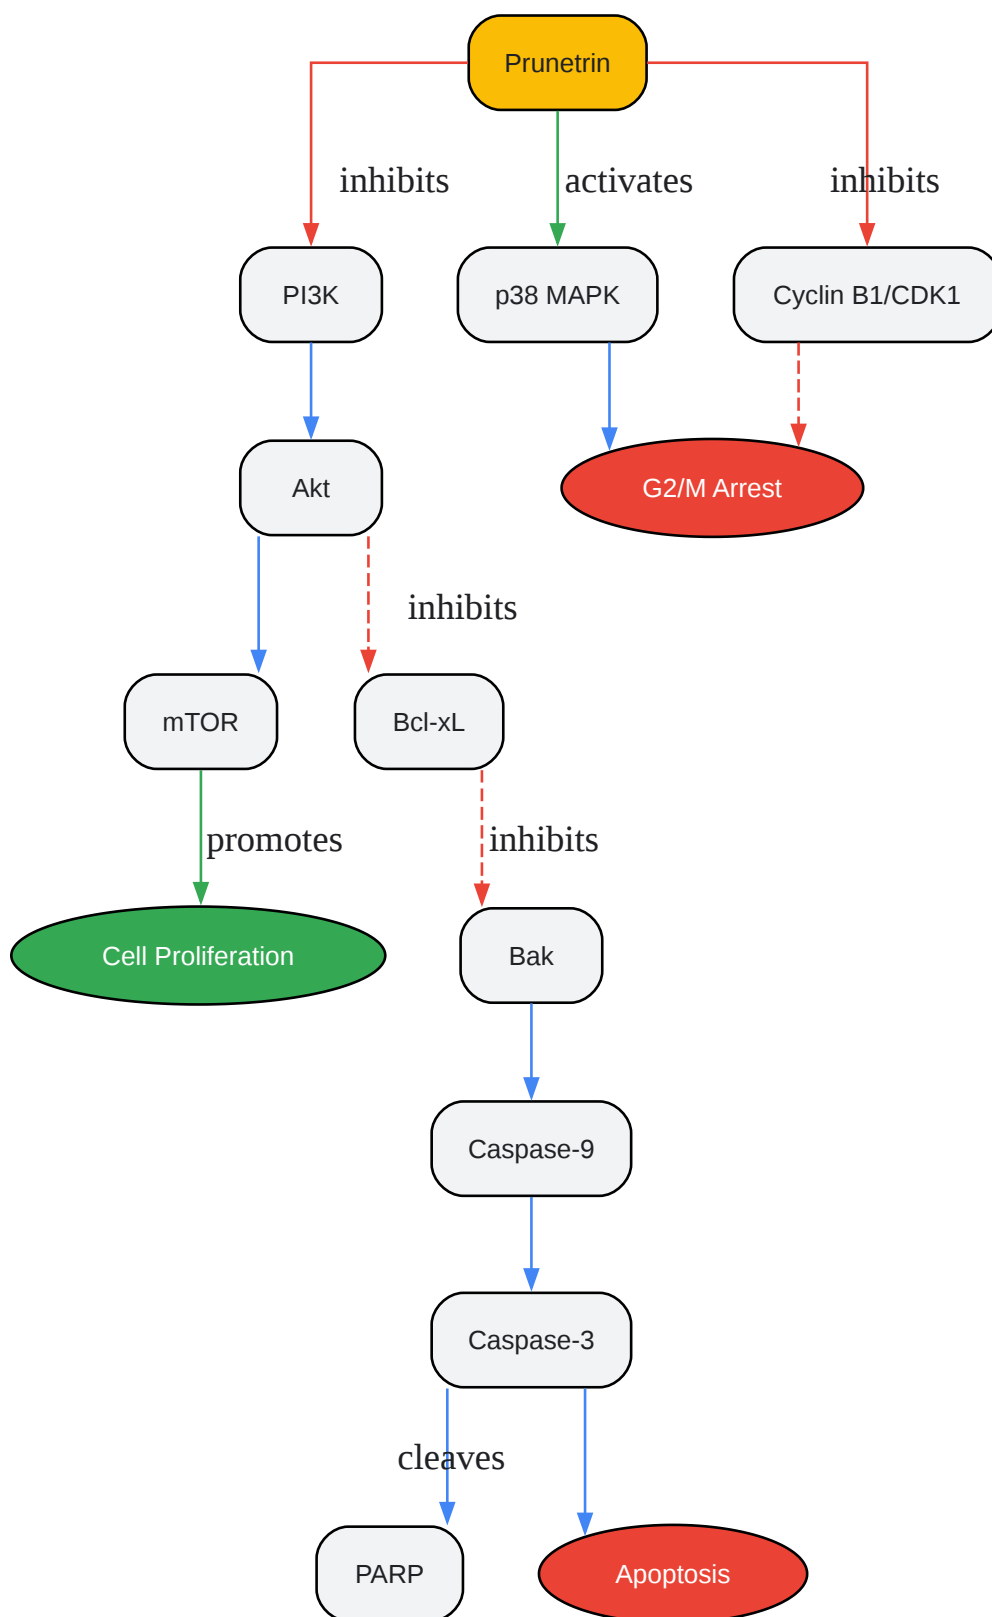 Prunetrin
inhibits
activates
inhibits
PI3K
p38 MAPK
Cyclin B1/CDK1
Akt
G2/M Arrest
inhibits
mTOR
Bcl-xL
promotes
inhibits
Cell Proliferation
Bak
Caspase-9
Caspase-3
cleaves
PARP
Apoptosis